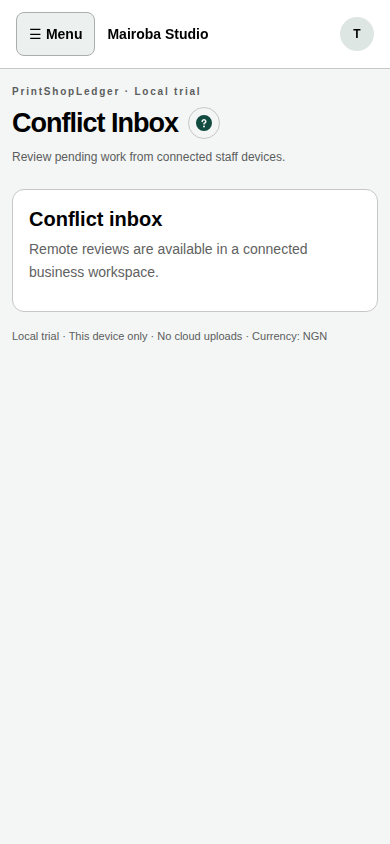 ☰ Menu
Mairoba Studio
T
PrintShopLedger · Local trial
Conflict Inbox ?
Review pending work from connected staff devices.
Conflict inbox
Remote reviews are available in a connected
business workspace.
Local trial · This device only · No cloud uploads · Currency: NGN